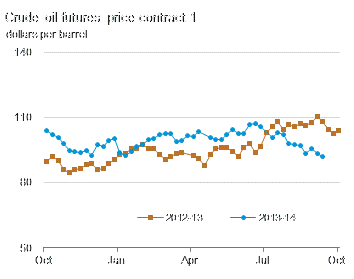 Crude oil futures price contract 1
dollars per barrel
140
110
80
50
Oct Jan Apr Jul Oct
2012-13 2013-14